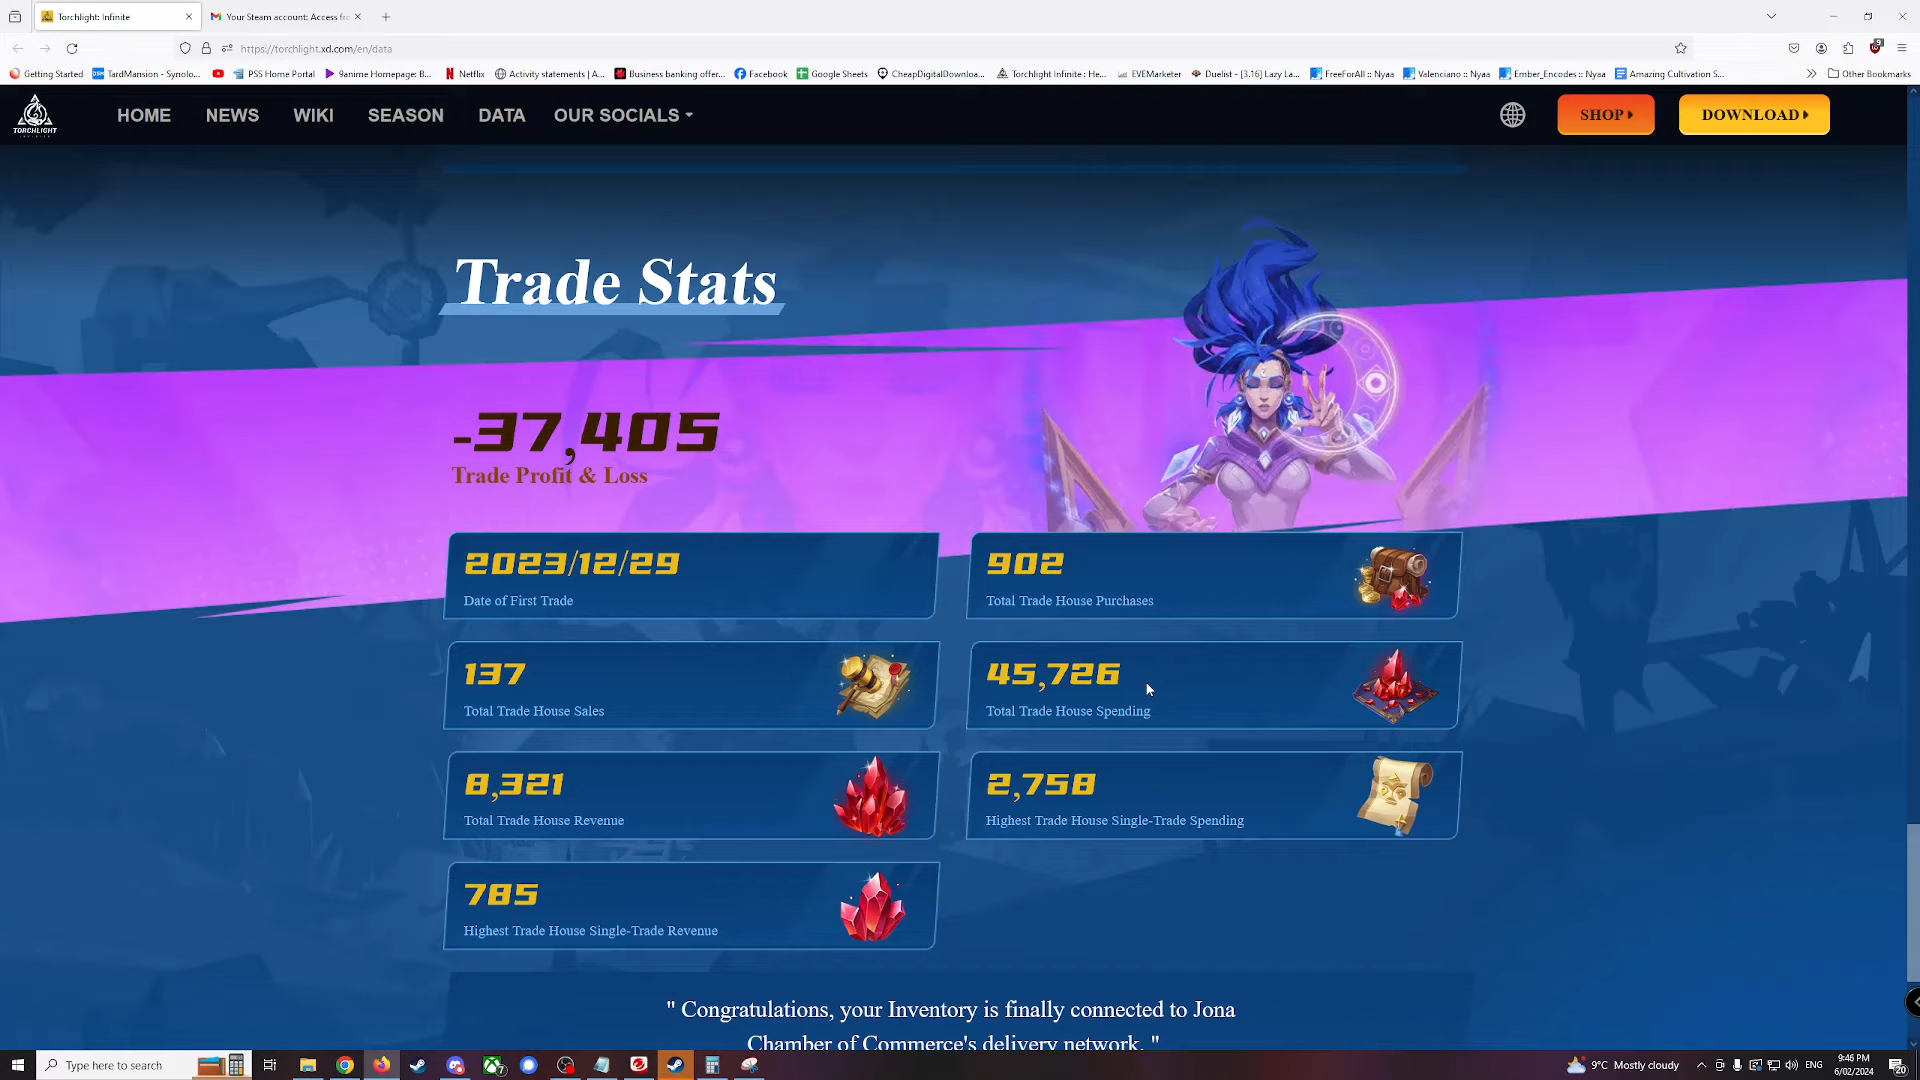 Torchlight: Infinite
Your Steam account: Access fro
https://torchlight.xd.com/en/data
Getting Started
TardMansion - Synolo...
PSS Home Portal
9anime Homepage: B...
Netflix
Activity statements | A...
Business banking offer...
Facebook
Google Sheets
CheapDigitalDownloa...
Torchlight Infinite : He...
EVEMarketer
Duelist - [3.16] Lazy La...
FreeForAll :: Nyaa
Valenciano :: Nyaa
Ember_Encodes :: Nyaa
Amazing Cultivation S...
Other Bookmarks
TORCHLIGHT
INFINITE
HOME
NEWS
WIKI
SEASON
DATA
OUR SOCIALS
SHOP
DOWNLOAD
Trade Stats
-37,405
Trade Profit & Loss
2023/12/29
Date of First Trade
902
Total Trade House Purchases
137
Total Trade House Sales
45,726
Total Trade House Spending
8,321
Total Trade House Revenue
2,758
Highest Trade House Single-Trade Spending
785
Highest Trade House Single-Trade Revenue
" Congratulations, your Inventory is finally connected to Jona
Chamber of Commerce's delivery network. "
Type here to search
9°C Mostly cloudy
ENG
9:46 PM
6/02/2024
20